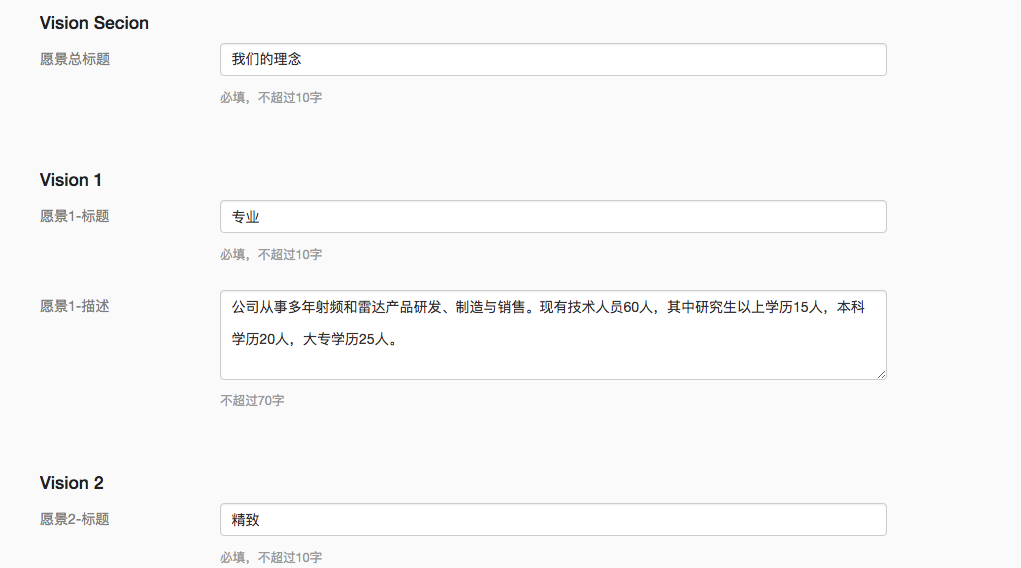 Vision Secion
愿景总标题
我们的理念
必填，不超过10字
Vision 1
愿景1-标题
专业
必填，不超过10字
愿景1-描述
公司从事多年射频和雷达产品研发、制造与销售。现有技术人员60人，其中研究生以上学历15人，本科
学历20人，大专学历25人。
不超过70字
Vision 2
愿景2-标题
精致
必填，不超过10字